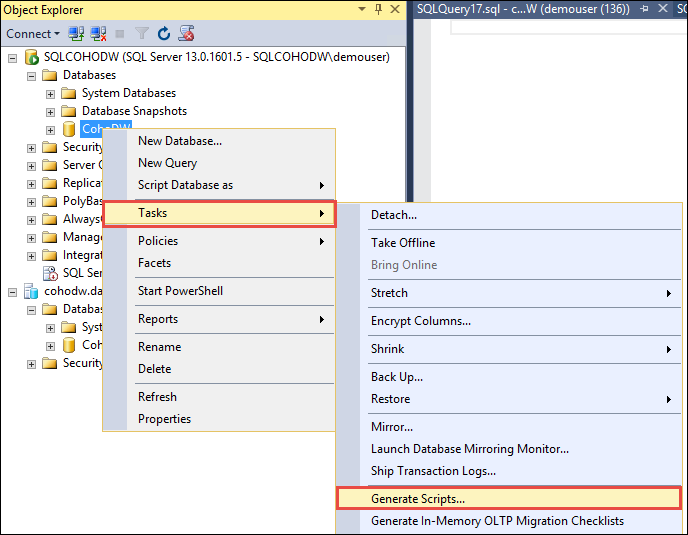 Object Explorer
SQLQuery17.sql - c...W (demouser (136))
SQ
Connect
SQLCOHODW (SQL Server 13.0.1601.5 - SQLCOHODW\demouser)
Databases
System Databases
Database Snapshots
CohoDW
Security
Server O
Replicat
PolyBas
AlwaysO
Manage
Integrat
SQL Ser
cohodw.da
Databas
Syst
Coh
Security
New Database...
New Query
Script Database as
Tasks
Policies
Facets
Start PowerShell
Reports
Rename
Delete
Refresh
Properties
Detach...
Take Offline
Bring Online
Stretch
Encrypt Columns...
Shrink
Back Up...
Restore
Mirror...
Launch Database Mirroring Monitor...
Ship Transaction Logs...
Generate Scripts...
Generate In-Memory OLTP Migration Checklists